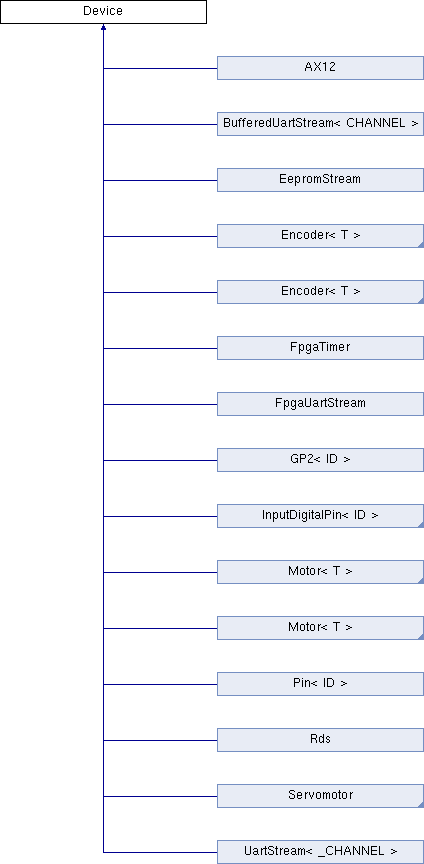 Device
AX12
BufferedUartStream< CHANNEL >
EepromStream
Encoder< T >
Encoder< T >
FpgaTimer
FpgaUartStream
GP2< ID >
InputDigitalPin< ID >
Motor< T >
Motor< T >
Pin< ID >
Rds
Servomotor
UartStream< _CHANNEL >